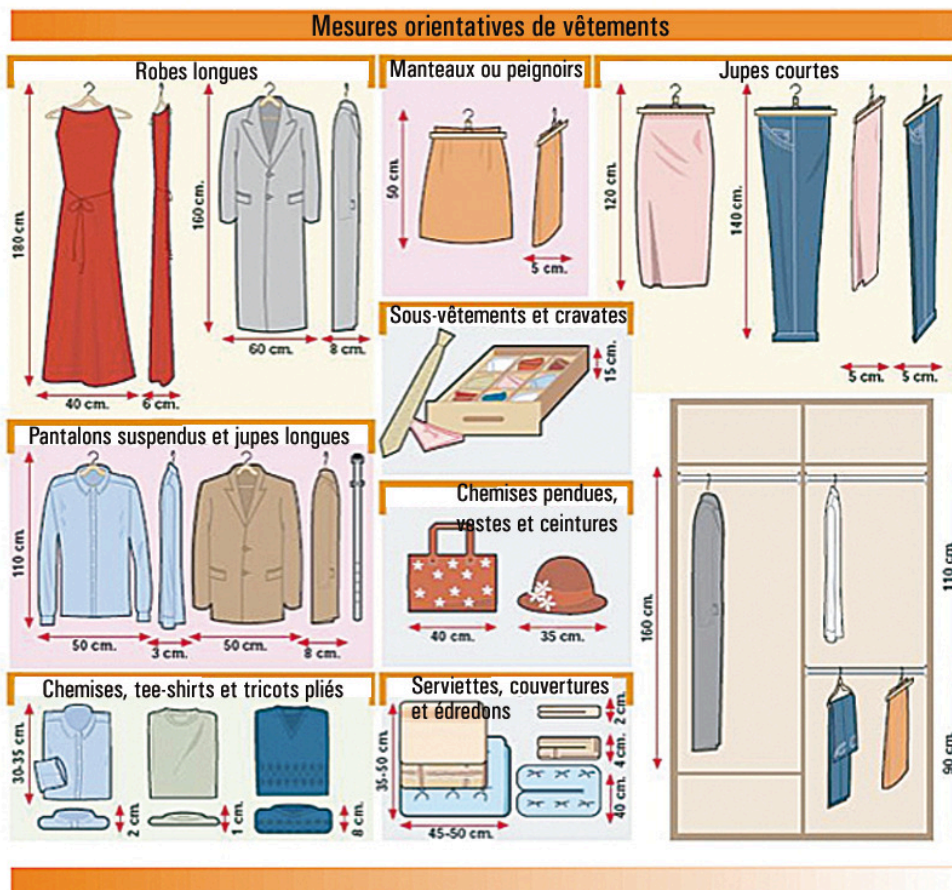 Mesures orientatives de vêtements
Robes longues
180 cm.
40 cm.
6 cm.
160 cm.
60 cm.
8 cm.
Manteaux ou peignoirs
50 cm.
5 cm.
Jupes courtes
120 cm.
140 cm.
5 cm.
5 cm.
Sous-vêtements et cravates
15 cm.
Pantalons suspendus et jupes longues
110 cm.
50 cm.
3 cm.
50 cm.
8 cm.
Chemises pendues,
vestes et ceintures
40 cm.
35 cm.
160 cm.
110 cm.
90 cm.
Chemises, tee-shirts et tricots pliés
30-35 cm.
2 cm.
1 cm.
8 cm.
Serviettes, couvertures
et édredons
35-50 cm.
45-50 cm.
2 cm.
4 cm.
40 cm.